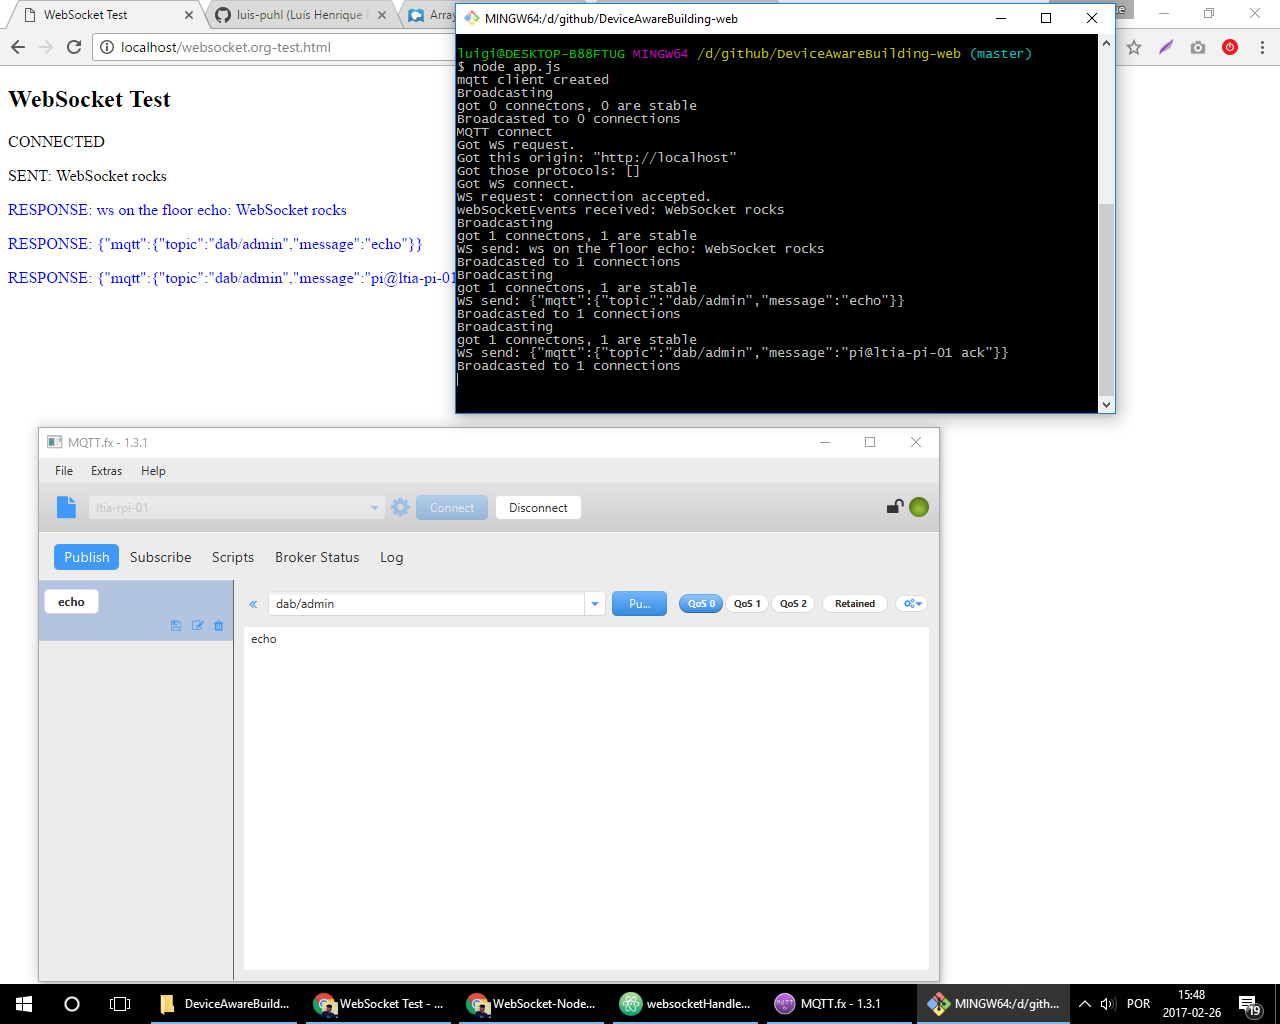 WebSocket Test
luis-puhl (Luís Henrique
Array
localhost/websocket.org-test.html
WebSocket Test
CONNECTED
SENT: WebSocket rocks
RESPONSE: ws on the floor echo: WebSocket rocks
RESPONSE: {"mqtt":{"topic":"dab/admin","message":"echo"}}
RESPONSE: {"mqtt":{"topic":"dab/admin","message":"pi@ltia-pi-01
MINGW64:/d/github/DeviceAwareBuilding-web
luigi@DESKTOP-B88FTUG MINGW64 /d/github/DeviceAwareBuilding-web (master)
$ node app.js
mqtt client created
Broadcasting
got 0 connectons, 0 are stable
Broadcasted to 0 connections
MQTT connect
Got WS request.
Got this origin: "http://localhost"
Got those protocols: []
Got WS connect.
WS request: connection accepted.
webSocketEvents received: WebSocket rocks
Broadcasting
got 1 connectons, 1 are stable
WS send: ws on the floor echo: WebSocket rocks
Broadcasted to 1 connections
Broadcasting
got 1 connectons, 1 are stable
WS send: {"mqtt":{"topic":"dab/admin","message":"echo"}}
Broadcasted to 1 connections
Broadcasting
got 1 connectons, 1 are stable
WS send: {"mqtt":{"topic":"dab/admin","message":"pi@ltia-pi-01 ack"}}
Broadcasted to 1 connections
MQTT.fx - 1.3.1
File Extras Help
ltia-rpi-01 Connect Disconnect
Publish Subscribe Scripts Broker Status Log
echo
dab/admin Pu... QoS 0 QoS 1 QoS 2 Retained
echo
DeviceAwareBuild... WebSocket Test - ... WebSocket-Node... websocketHandle... MQTT.fx - 1.3.1 MINGW64:/d/gith... POR 15:48
2017-02-26
19